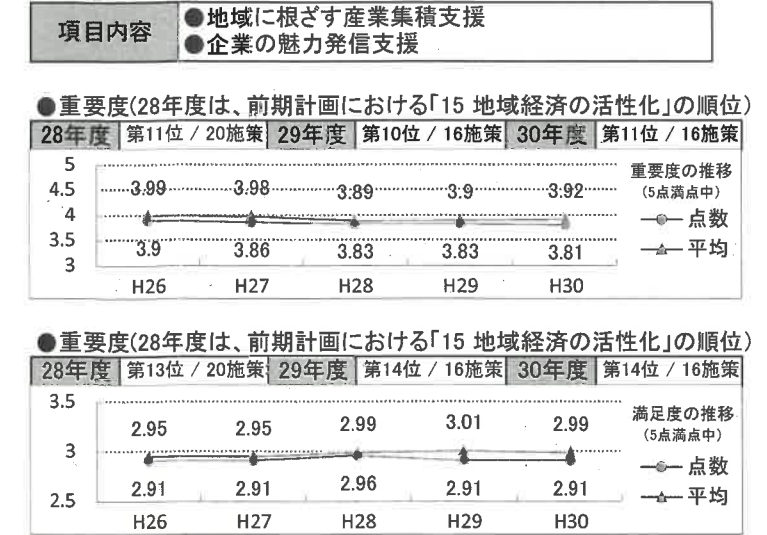 項目内容
●地域に根ざす産業集積支援
●企業の魅力発信支援
●重要度(28年度は、前期計画における「15 地域経済の活性化」の順位)
28年度 第11位 / 20施策 29年度 第10位 / 16施策 30年度 第11位 / 16施策
5
4.5
4
3.5
3
3.99 3.98 3.89 3.9 3.92
3.9 3.86 3.83 3.83 3.81
H26 H27 H28 H29 H30
重要度の推移
(5点満点中)
点数
平均
●重要度(28年度は、前期計画における「15 地域経済の活性化」の順位)
28年度 第13位 / 20施策 29年度 第14位 / 16施策 30年度 第14位 / 16施策
3.5
3
2.5
2.95 2.95 2.99 3.01 2.99
2.91 2.91 2.96 2.91 2.91
H26 H27 H28 H29 H30
満足度の推移
(5点満点中)
点数
平均